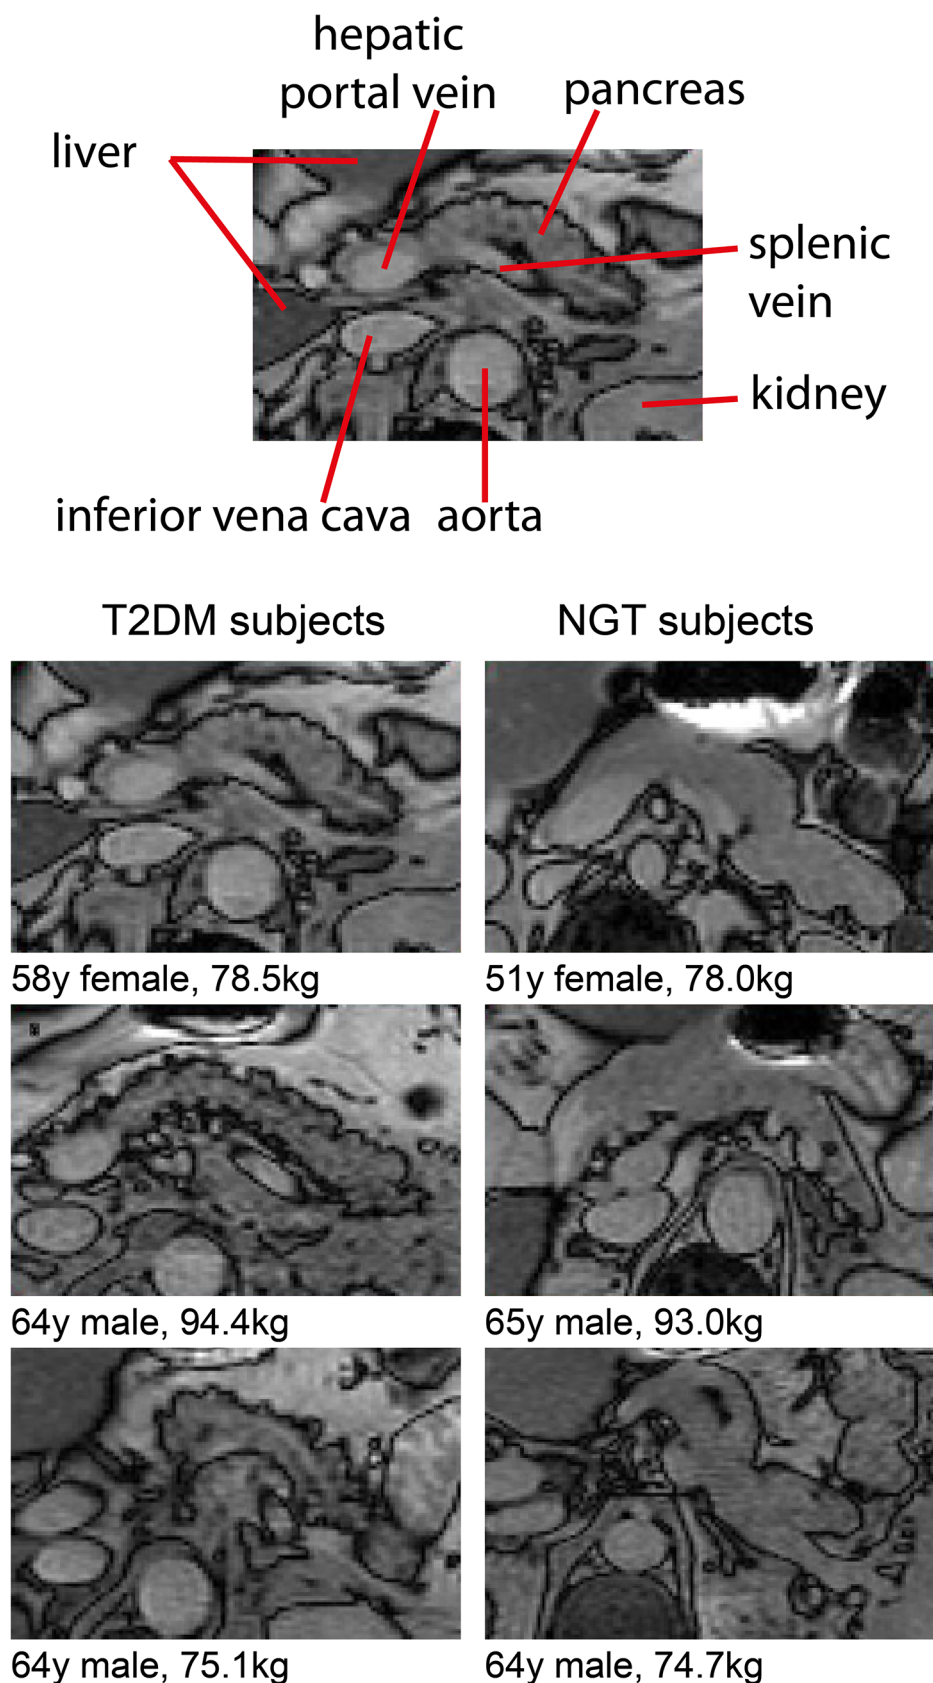 hepatic
portal vein
pancreas
liver
splenic
vein
kidney
inferior vena cava
aorta
T2DM subjects
NGT subjects
58y female, 78.5kg
51y female, 78.0kg
64y male, 94.4kg
65y male, 93.0kg
64y male, 75.1kg
64y male, 74.7kg